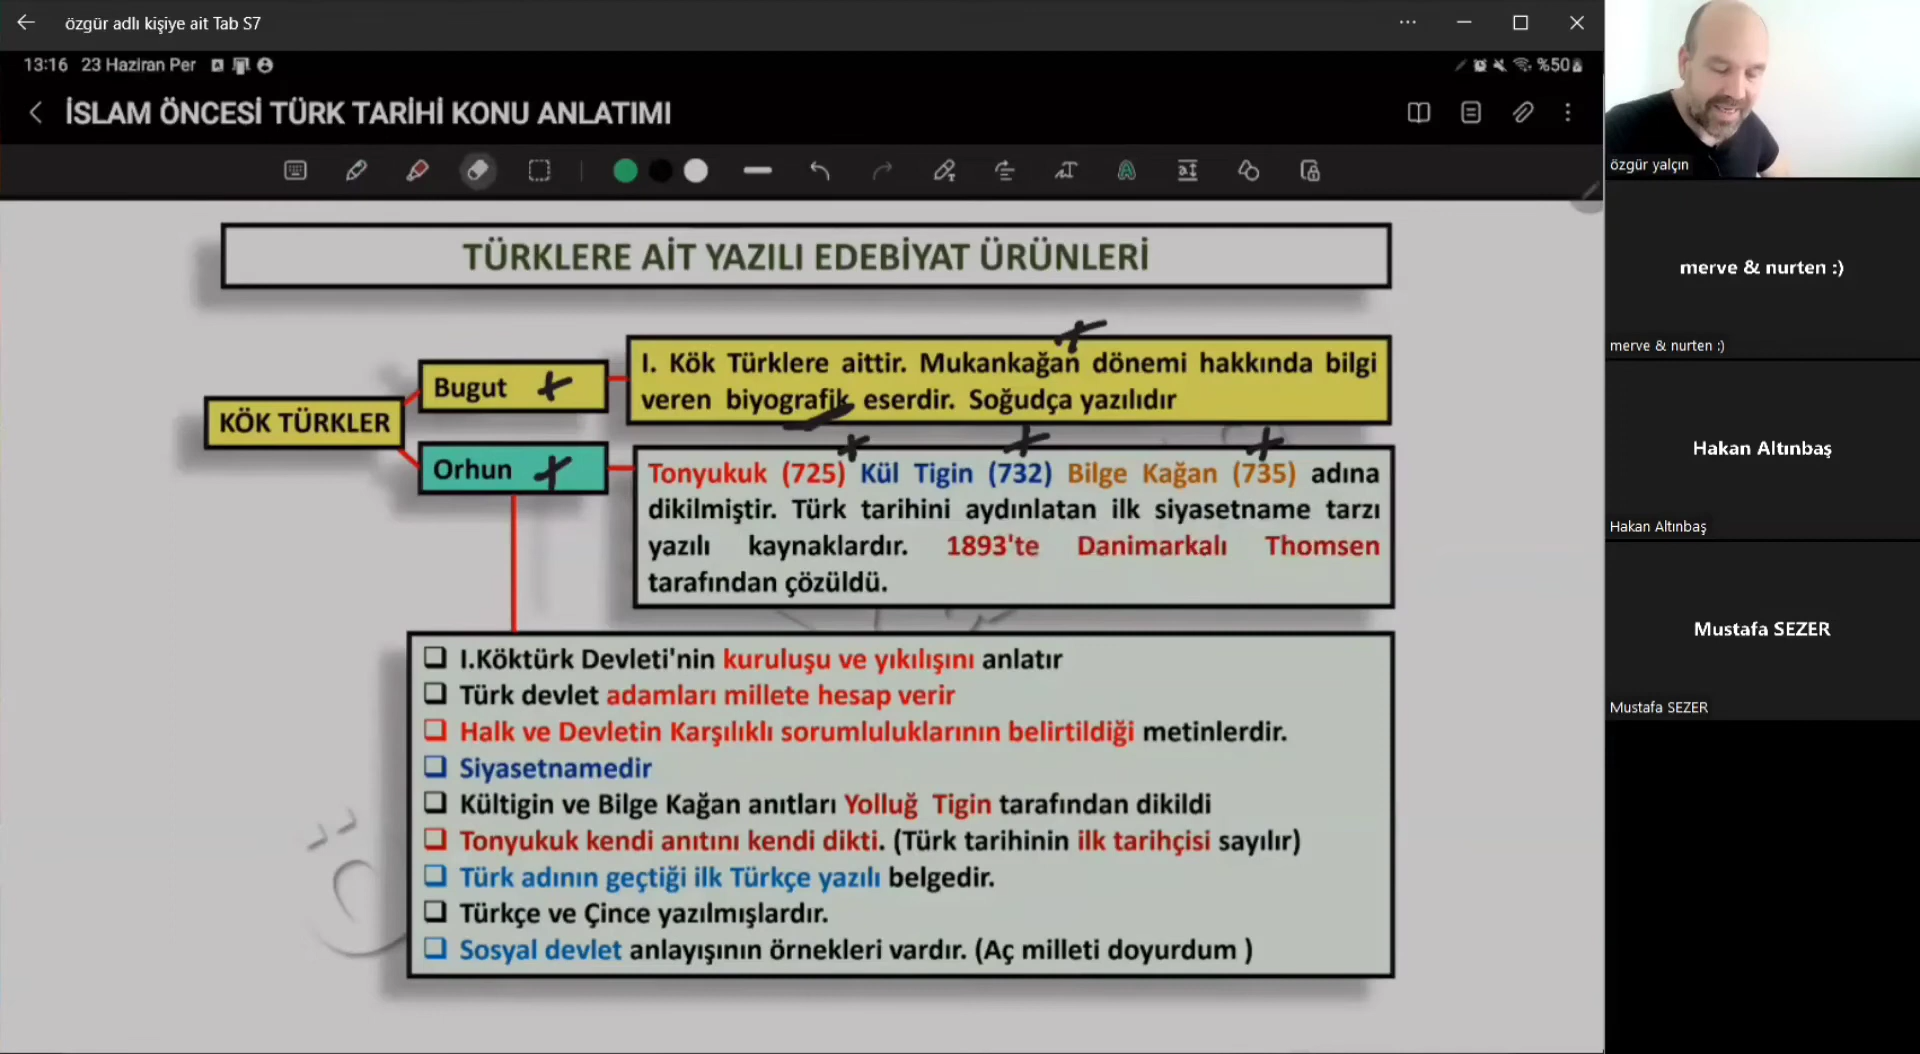 özgür adlı kişiye ait Tab S7
13:16 23 Haziran Per
%50
İSLAM ÖNCESİ TÜRK TARİHİ KONU ANLATIMI
TÜRKLERE AİT YAZILI EDEBİYAT ÜRÜNLERİ
KÖK TÜRKLER
Bugut
I. Kök Türklere aittir. Mukankağan dönemi hakkında bilgi
veren biyografik eserdir. Soğudça yazılıdır
Orhun
Tonyukuk (725) Kül Tigin (732) Bilge Kağan (735) adına
dikilmiştir. Türk tarihini aydınlatan ilk siyasetname tarzı
yazılı kaynaklardır. 1893'te Danimarkalı Thomsen
tarafından çözüldü.
I.Köktürk Devleti'nin kuruluşu ve yıkılışını anlatır
Türk devlet adamları millete hesap verir
Halk ve Devletin Karşılıklı sorumluluklarının belirtildiği metinlerdir.
Siyasetnamedir
Kültigin ve Bilge Kağan anıtları Yolluğ Tigin tarafından dikildi
Tonyukuk kendi anıtını kendi dikti. (Türk tarihinin ilk tarihçisi sayılır)
Türk adının geçtiği ilk Türkçe yazılı belgedir.
Türkçe ve Çince yazılmışlardır.
Sosyal devlet anlayışının örnekleri vardır. (Aç milleti doyurdum )
özgür yalçın
merve & nurten :)
merve & nurten :)
Hakan Altınbaş
Hakan Altınbaş
Mustafa SEZER
Mustafa SEZER